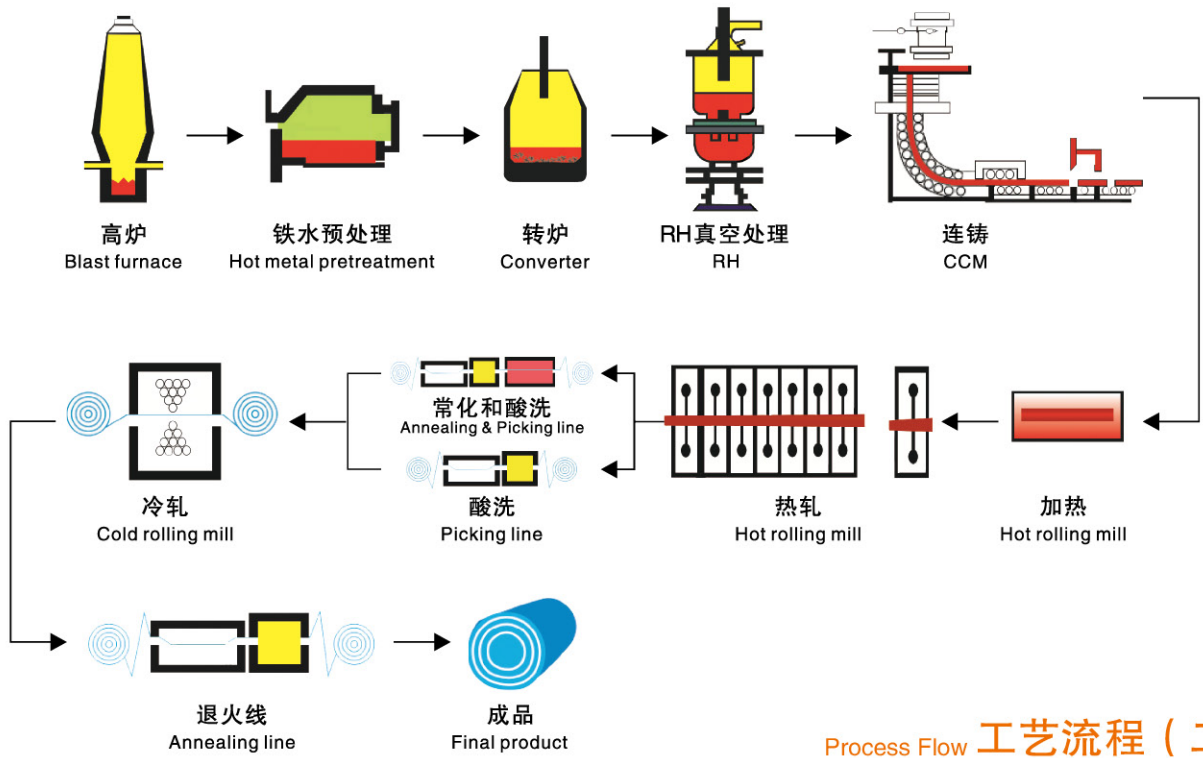 高炉
Blast furnace
铁水预处理
Hot metal pretreatment
转炉
Converter
RH真空处理
RH
连铸
CCM
常化和酸洗
Annealing & Picking line
冷轧
Cold rolling mill
酸洗
Picking line
热轧
Hot rolling mill
加热
Hot rolling mill
退火线
Annealing line
成品
Final product
Process Flow 工艺流程（